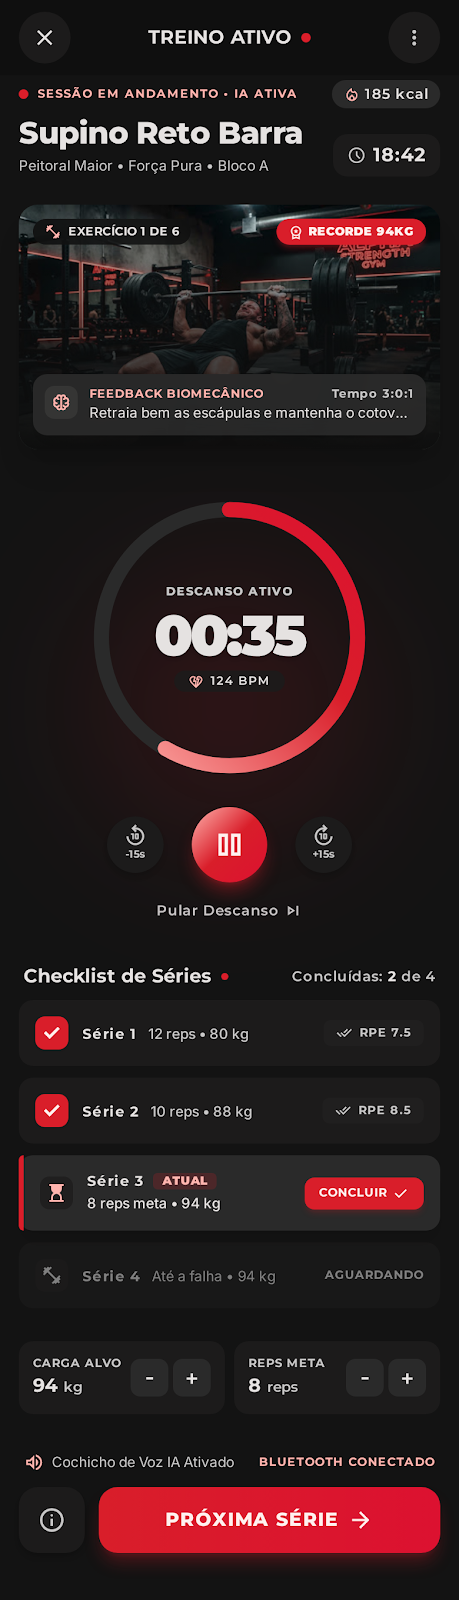 TREINO ATIVO
SESSÃO EM ANDAMENTO • IA ATIVA
185 kcal
Supino Reto Barra
Peitoral Maior • Força Pura • Bloco A
18:42
EXERCÍCIO 1 DE 6
RECORDE 94KG
STRENGTH
GYM
FEEDBACK BIOMECÂNICO
Tempo 3:0:1
Retraia bem as escápulas e mantenha o cotov...
DESCANSO ATIVO
00:35
124 BPM
10
-15s
10
+15s
Pular Descanso
Checklist de Séries
Concluídas: 2 de 4
Série 1 12 reps • 80 kg
RPE 7.5
Série 2 10 reps • 88 kg
RPE 8.5
Série 3 ATUAL
8 reps meta • 94 kg
CONCLUIR
Série 4 Até a falha • 94 kg
AGUARDANDO
CARGA ALVO
94 kg
- +
REPS META
8 reps
- +
Cochicho de Voz IA Ativado
BLUETOOTH CONECTADO
PRÓXIMA SÉRIE